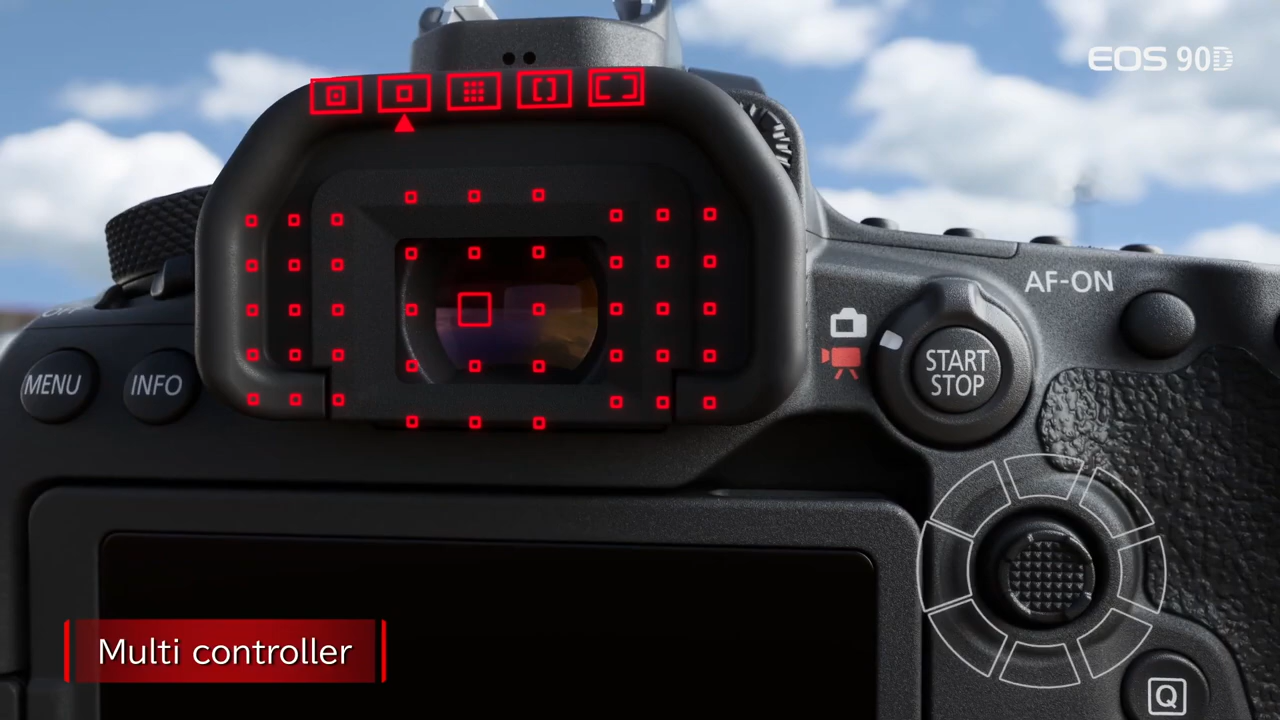 EOS 90D
AF-ON
START
STOP
MENU
INFO
Multi controller
Q